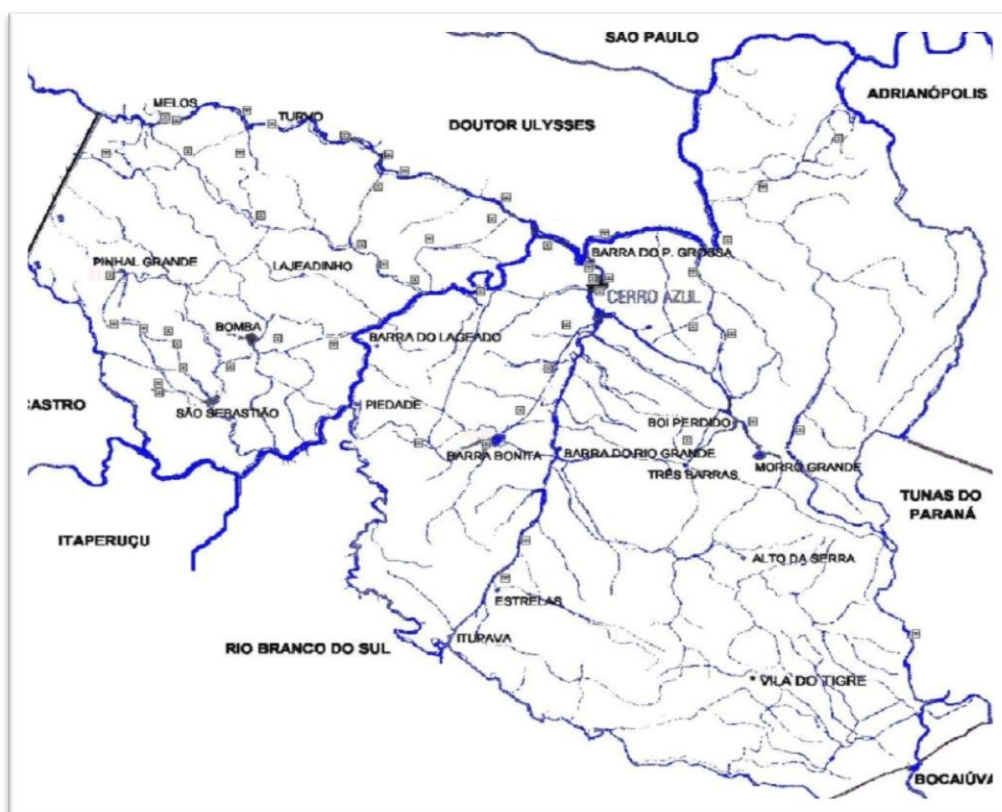 SAO PAULO
ADRIANÓPOLIS
MELOS
TURVO
DOUTOR ULYSSES
BARRA DO P. GROSSA
PINHAL GRANDE
LAJEADINHO
CERRO AZUL
BOMBA
BARRA DO LAGEADO
CASTRO
SÃO SEBASTIÃO
PIEDADE
BOI PERDIDO
BARRA BONITA
BARRA DO RIO GRANDE
MORRO GRANDE
TRÊS BARRAS
TUNAS DO
PARANÁ
ITAPERUÇU
ALTO DA SERRA
ESTRELAS
RIO BRANCO DO SUL
ITUPAVA
VILA DO TIGRE
BOCAIÚVA